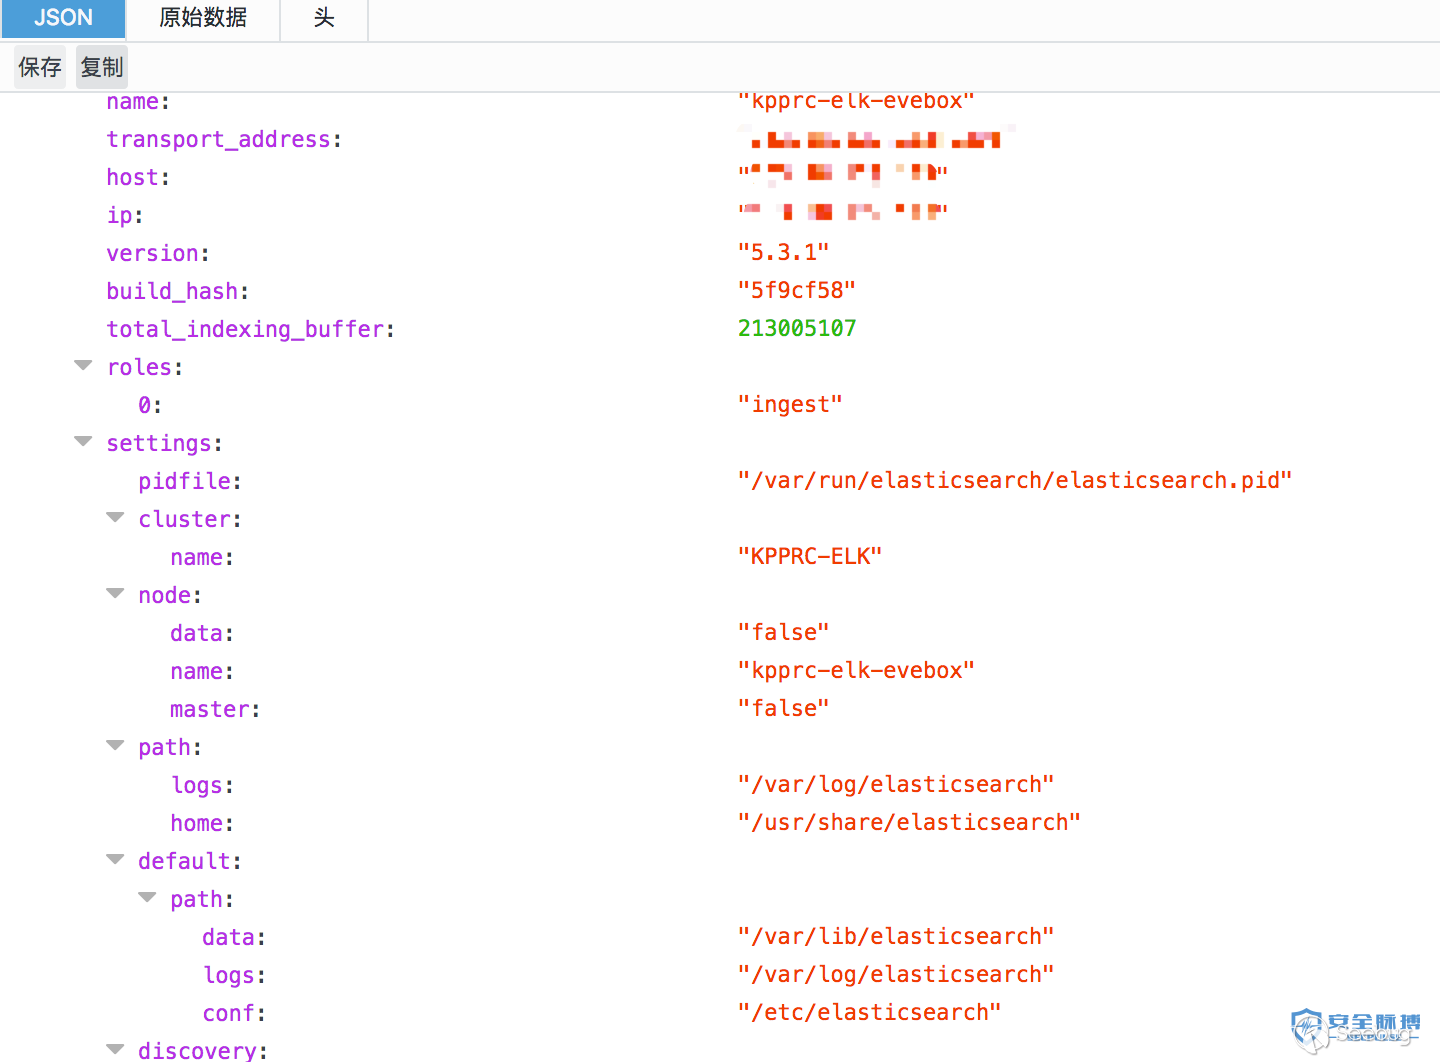 JSON 原始数据 头
保存 复制
name: "kpprc-elk-evebox"
transport_address:
host: " "
ip: " "
version: "5.3.1"
build_hash: "5f9cf58"
total_indexing_buffer: 213005107
roles:
0: "ingest"
settings:
pidfile: "/var/run/elasticsearch/elasticsearch.pid"
cluster:
name: "KPPRC-ELK"
node:
data: "false"
name: "kpprc-elk-evebox"
master: "false"
path:
logs: "/var/log/elasticsearch"
home: "/usr/share/elasticsearch"
default:
path:
data: "/var/lib/elasticsearch"
logs: "/var/log/elasticsearch"
conf: "/etc/elasticsearch"
discovery:
安全脉搏
Seebug